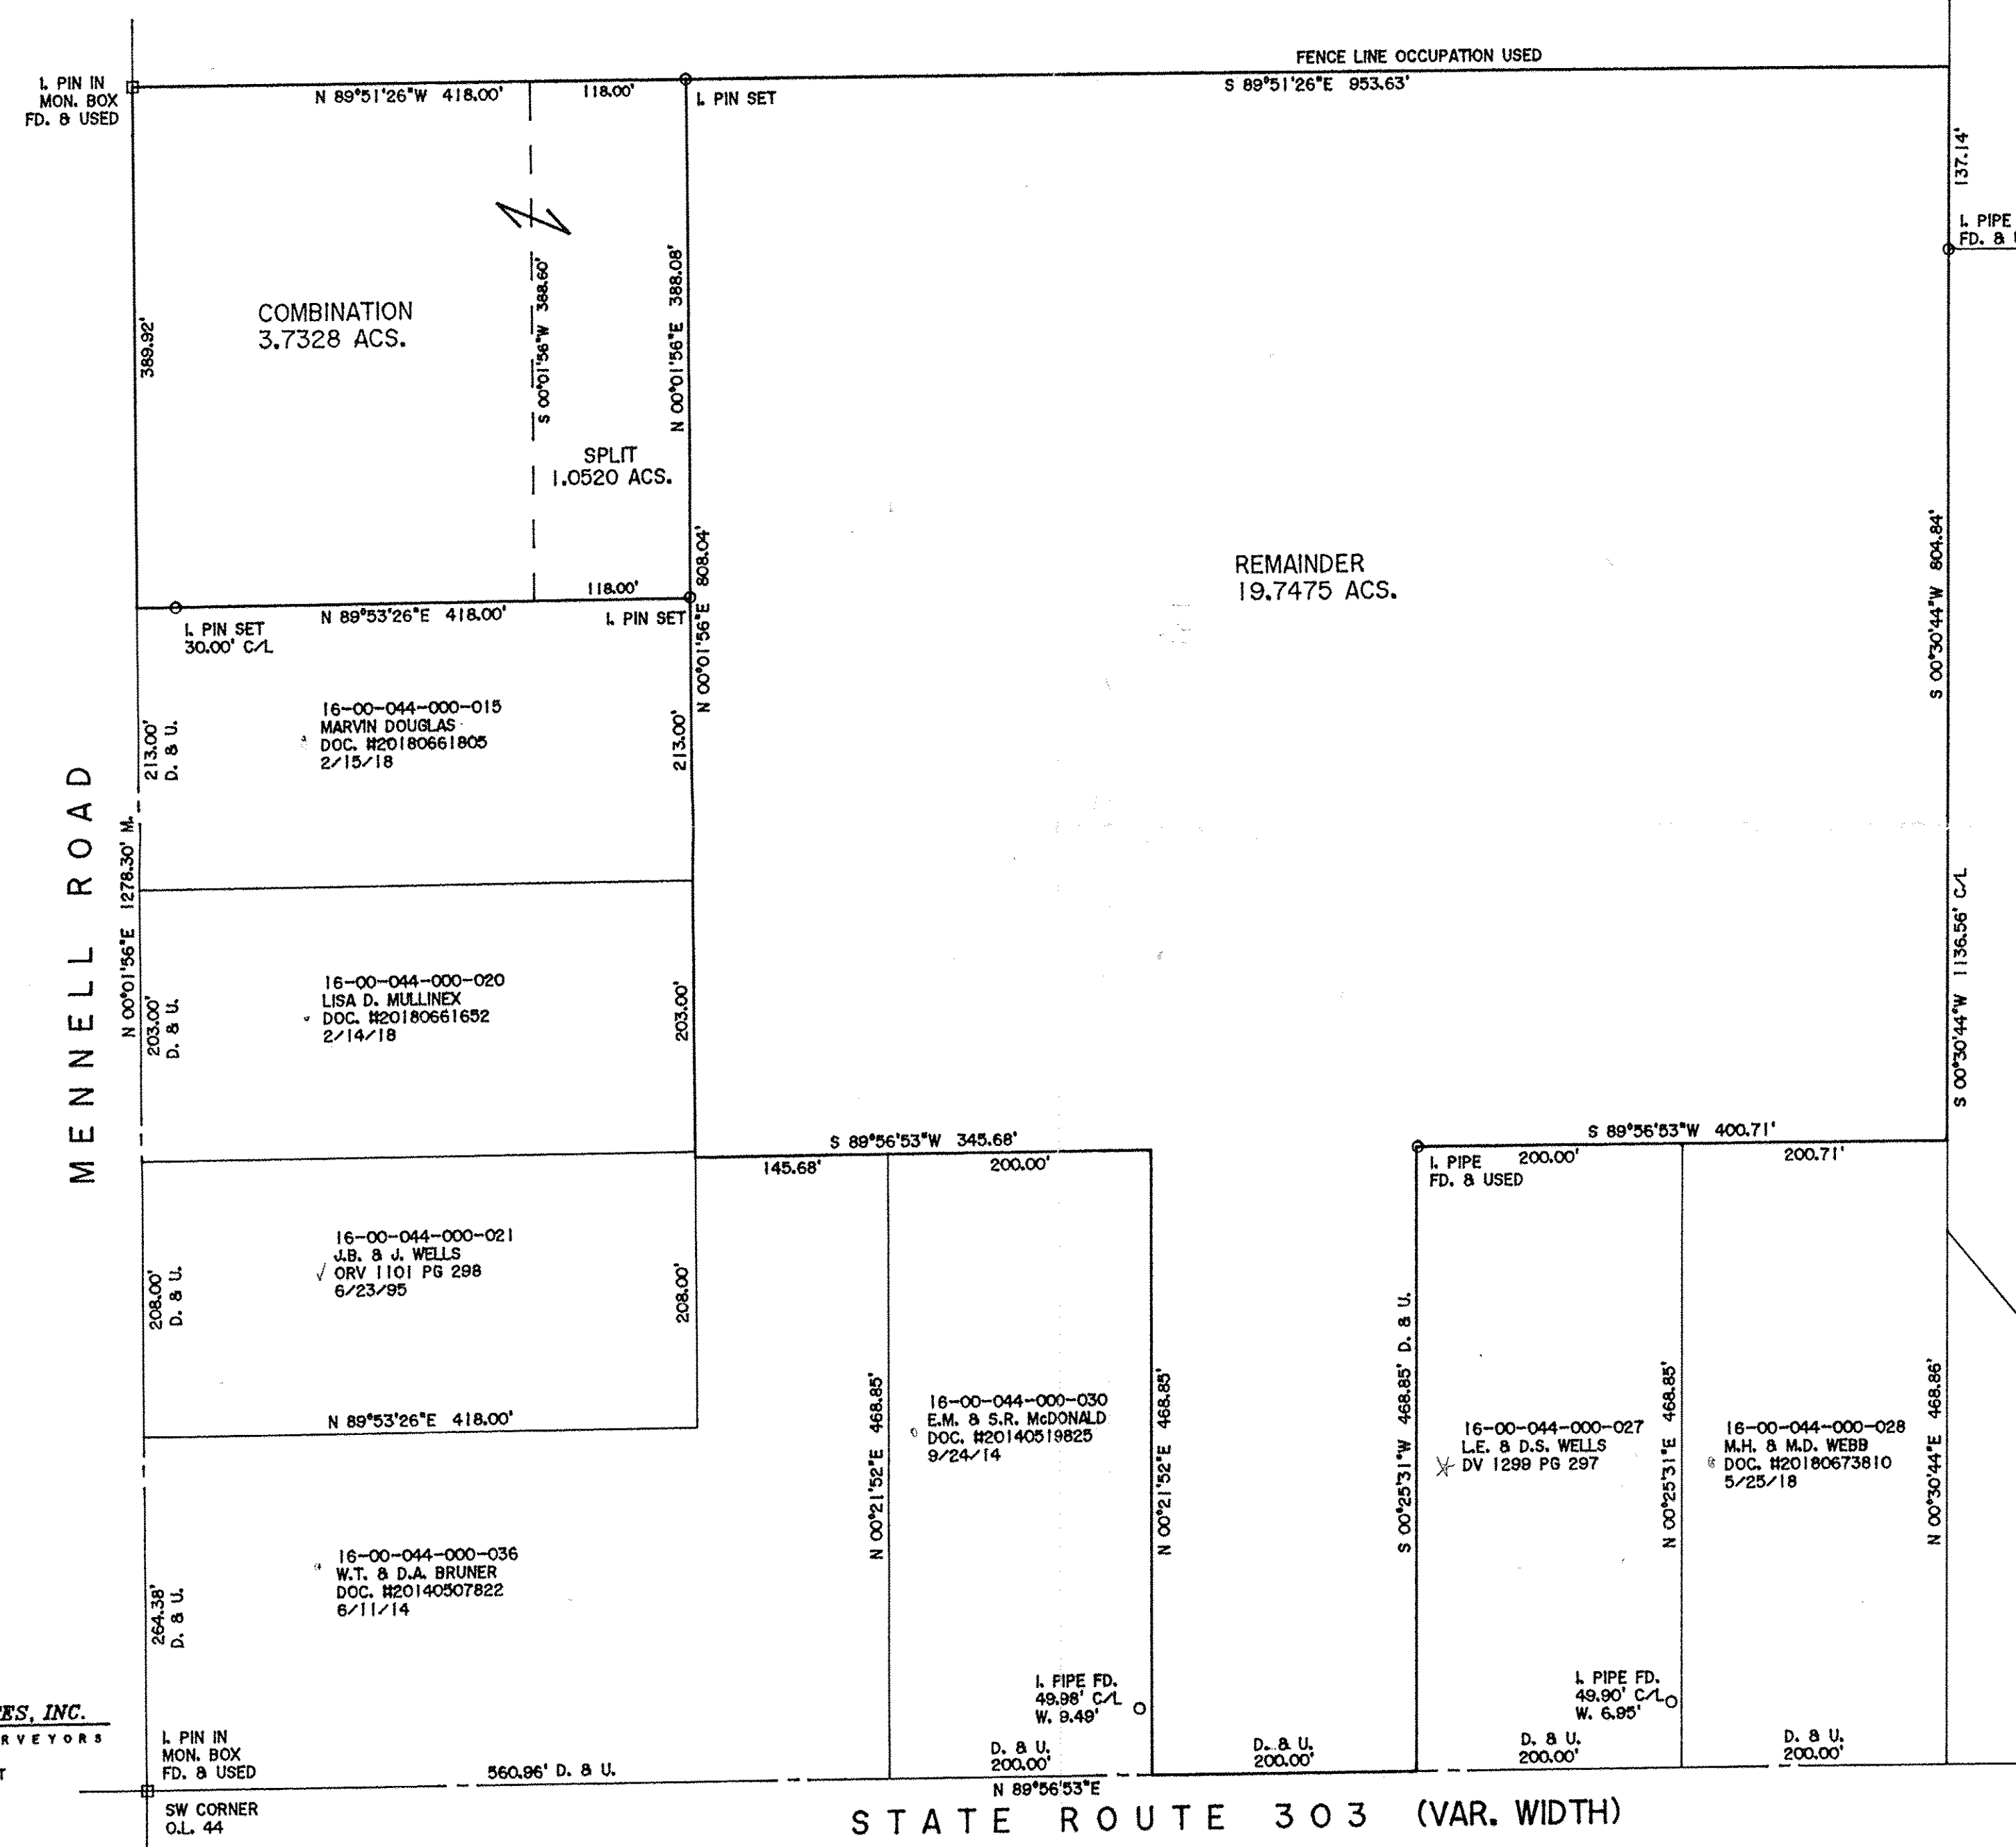 FENCE LINE OCCUPATION USED
S 89°51'26"E 953.63'
I. PIN IN
MON. BOX
FD. & USED
N 89°51'26"W 418.00'
118.00'
I. PIN SET
137.14'
I. PIPE
FD. &
COMBINATION
3.7328 ACS.
389.92'
S 00°01'56"W 388.60'
N 00°01'56"E 388.08'
SPLIT
1.0520 ACS.
118.00'
N 89°53'26"E 418.00'
I. PIN SET
I. PIN SET
30.00' C/L
N 00°01'56"E 808.04'
REMAINDER
19.7475 ACS.
S 00°30'44"W 804.84'
S 00°30'44"W 1136.56' C/L
MENNELL ROAD
N 00°01'56"E 1278.30' M.
213.00'
D. & U.
16-00-044-000-015
MARVIN DOUGLAS
DOC. #20180661805
2/15/18
213.00'
203.00'
D. & U.
16-00-044-000-020
LISA D. MULLINEX
DOC. #20180661652
2/14/18
203.00'
S 89°56'53"W 345.68'
145.68'
200.00'
S 89°56'53"W 400.71'
I. PIPE
FD. & USED
200.00'
200.71'
208.00'
D. & U.
16-00-044-000-021
J.B. & J. WELLS
ORV 1101 PG 298
6/23/95
208.00'
N 89°53'26"E 418.00'
264.38'
D. & U.
16-00-044-000-036
W.T. & D.A. BRUNER
DOC. #20140507822
6/11/14
N 00°21'52"E 468.85'
16-00-044-000-030
E.M. & S.R. McDONALD
DOC. #20140519825
9/24/14
N 00°21'52"E 468.85'
S 00°25'31"W 468.85' D. & U.
16-00-044-000-027
L.E. & D.S. WELLS
DV 1299 PG 297
N 00°25'31"E 468.85'
16-00-044-000-028
M.H. & M.D. WEBB
DOC. #20180673810
5/25/18
N 00°30'44"E 468.86'
I. PIPE FD.
49.98' C/L
W. 9.49'
I. PIPE FD.
49.90' C/L
W. 6.95'
ES, INC.
RVEYORS
T
I. PIN IN
MON. BOX
FD. & USED
560.96' D. & U.
D. & U.
200.00'
D. & U.
200.00'
D. & U.
200.00'
D. & U.
200.00'
N 89°56'53"E
SW CORNER
O.L. 44
STATE ROUTE 303 (VAR. WIDTH)